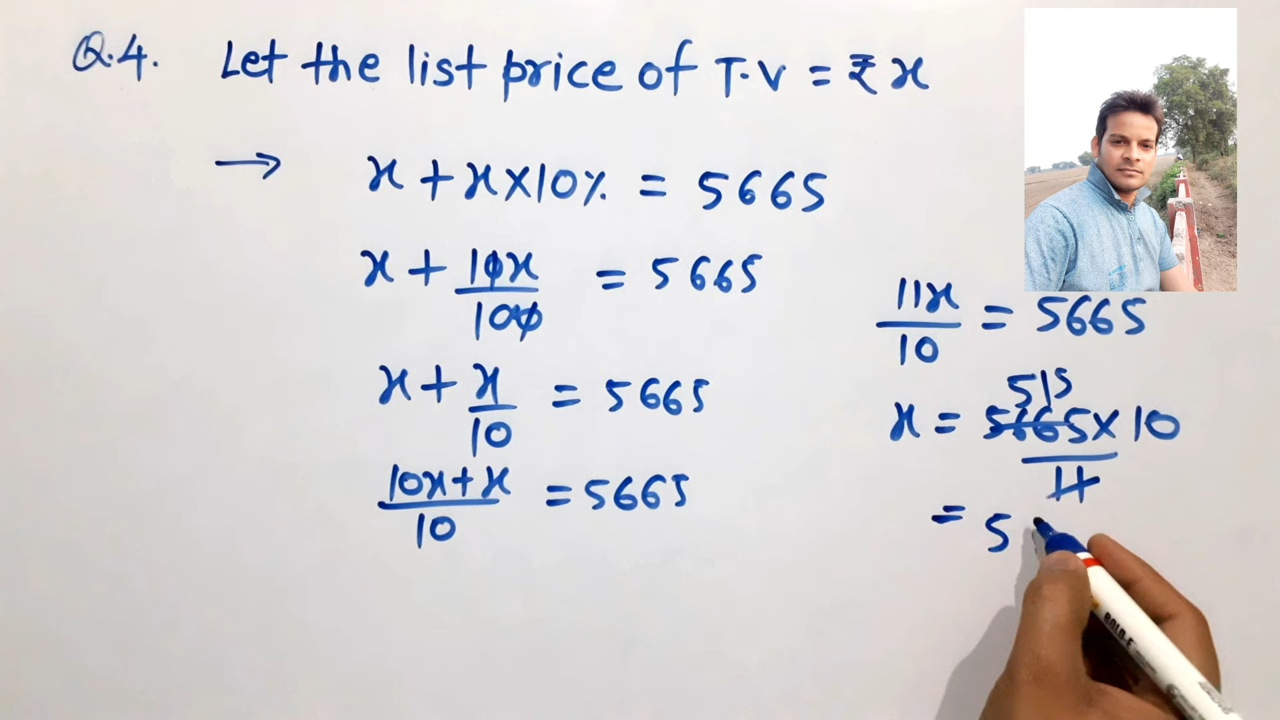 Q.4. Let the list price of T.V = ₹ x
→ x + x × 10% = 5665
x + 10x/100 = 5665
x + x/10 = 5665
10x + x/10 = 5665
11x/10 = 5665
515
x = 5665 × 10/11
= 5
BOLD-E